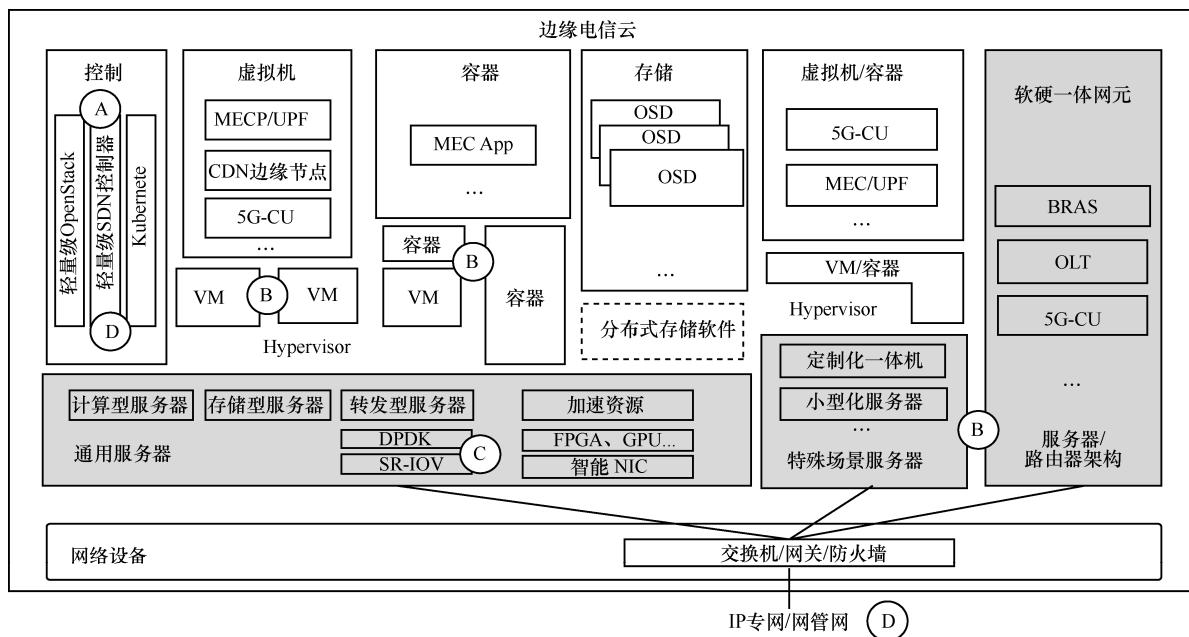 边缘电信云
控制
A
轻量级OpenStack
轻量级SDN控制器
Kubernete
D
虚拟机
MECP/UPF
CDN边缘节点
5G-CU
…
VM
B
VM
Hypervisor
容器
MEC App
…
容器
B
VM
容器
存储
OSD
OSD
OSD
…
分布式存储软件
虚拟机/容器
5G-CU
MEC/UPF
…
VM/容器
Hypervisor
软硬一体网元
BRAS
OLT
5G-CU
…
服务器/
路由器架构
计算型服务器
存储型服务器
转发型服务器
加速资源
通用服务器
DPDK
SR-IOV
C
FPGA、GPU...
智能 NIC
定制化一体机
小型化服务器
…
特殊场景服务器
B
网络设备
交换机/网关/防火墙
IP专网/网管网
D